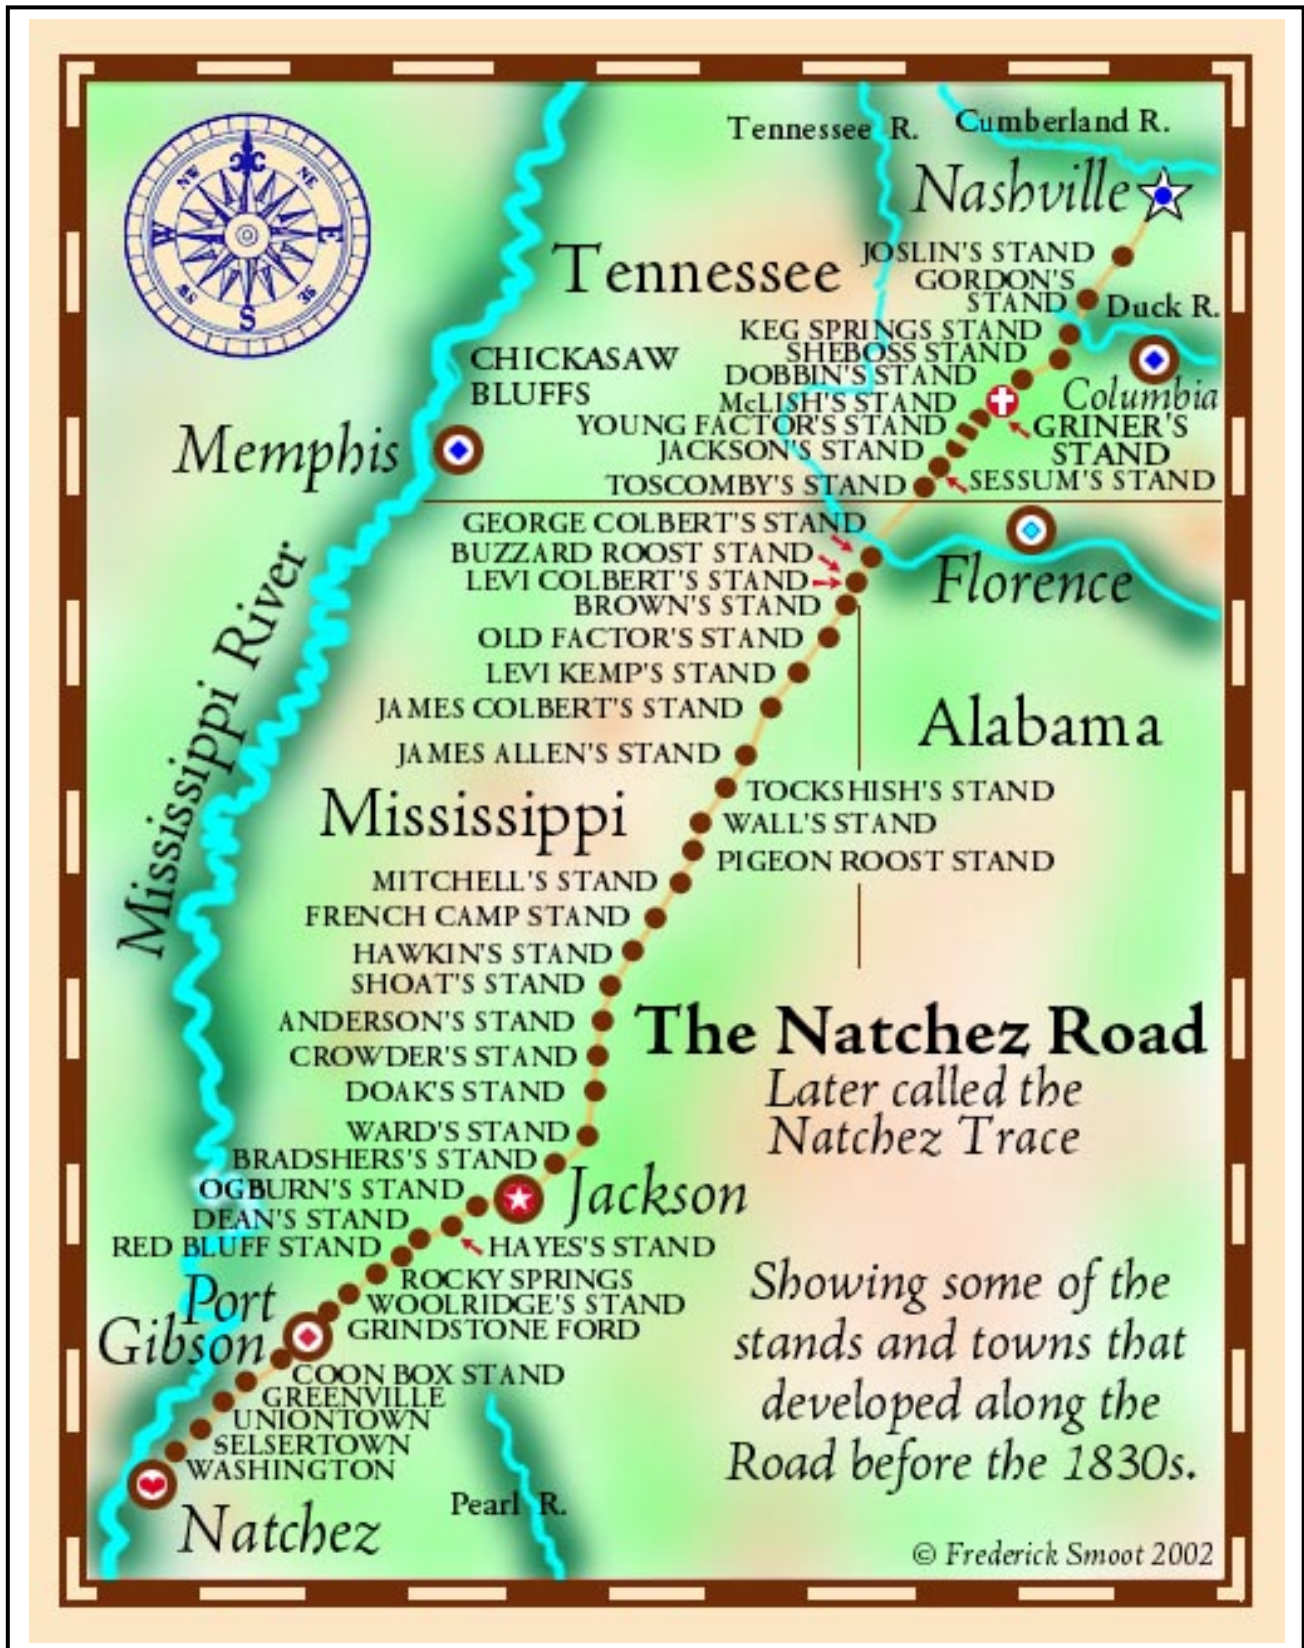 Tennessee R.
Cumberland R.
Nashville
N
NE
E
SE
S
SW
W
NW
JOSLIN'S STAND
Tennessee
GORDON'S
STAND
Duck R.
KEG SPRINGS STAND
SHEBOSS STAND
CHICKASAW
BLUFFS
DOBBIN'S STAND
Columbia
McLISH'S STAND
YOUNG FACTOR'S STAND
GRINER'S
STAND
Memphis
JACKSON'S STAND
SESSUM'S STAND
TOSCOMBY'S STAND
GEORGE COLBERT'S STAND
BUZZARD ROOST STAND
LEVI COLBERT'S STAND
Florence
BROWN'S STAND
OLD FACTOR'S STAND
LEVI KEMP'S STAND
JAMES COLBERT'S STAND
Alabama
Mississippi River
JAMES ALLEN'S STAND
TOCKSHISH'S STAND
Mississippi
WALL'S STAND
PIGEON ROOST STAND
MITCHELL'S STAND
FRENCH CAMP STAND
HAWKIN'S STAND
SHOAT'S STAND
ANDERSON'S STAND
The Natchez Road
Later called the
Natchez Trace
CROWDER'S STAND
DOAK'S STAND
WARD'S STAND
BRADSHERS'S STAND
Jackson
OGBURN'S STAND
DEAN'S STAND
RED BLUFF STAND
HAYES'S STAND
ROCKY SPRINGS
WOOLRIDGE'S STAND
Port
Gibson
GRINDSTONE FORD
Showing some of the
stands and towns that
developed along the
Road before the 1830s.
COON BOX STAND
GREENVILLE
UNIONTOWN
SELSERTOWN
WASHINGTON
Natchez
Pearl R.
© Frederick Smoot 2002